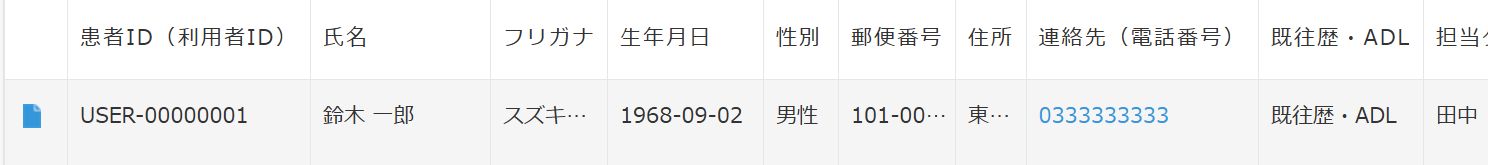 患者ID（利用者ID） 氏名 フリガナ 生年月日 性別 郵便番号 住所 連絡先（電話番号） 既往歴・ADL 担当
USER-00000001 鈴木 一郎 スズキ… 1968-09-02 男性 101-00… 東… 0333333333 既往歴・ADL 田中